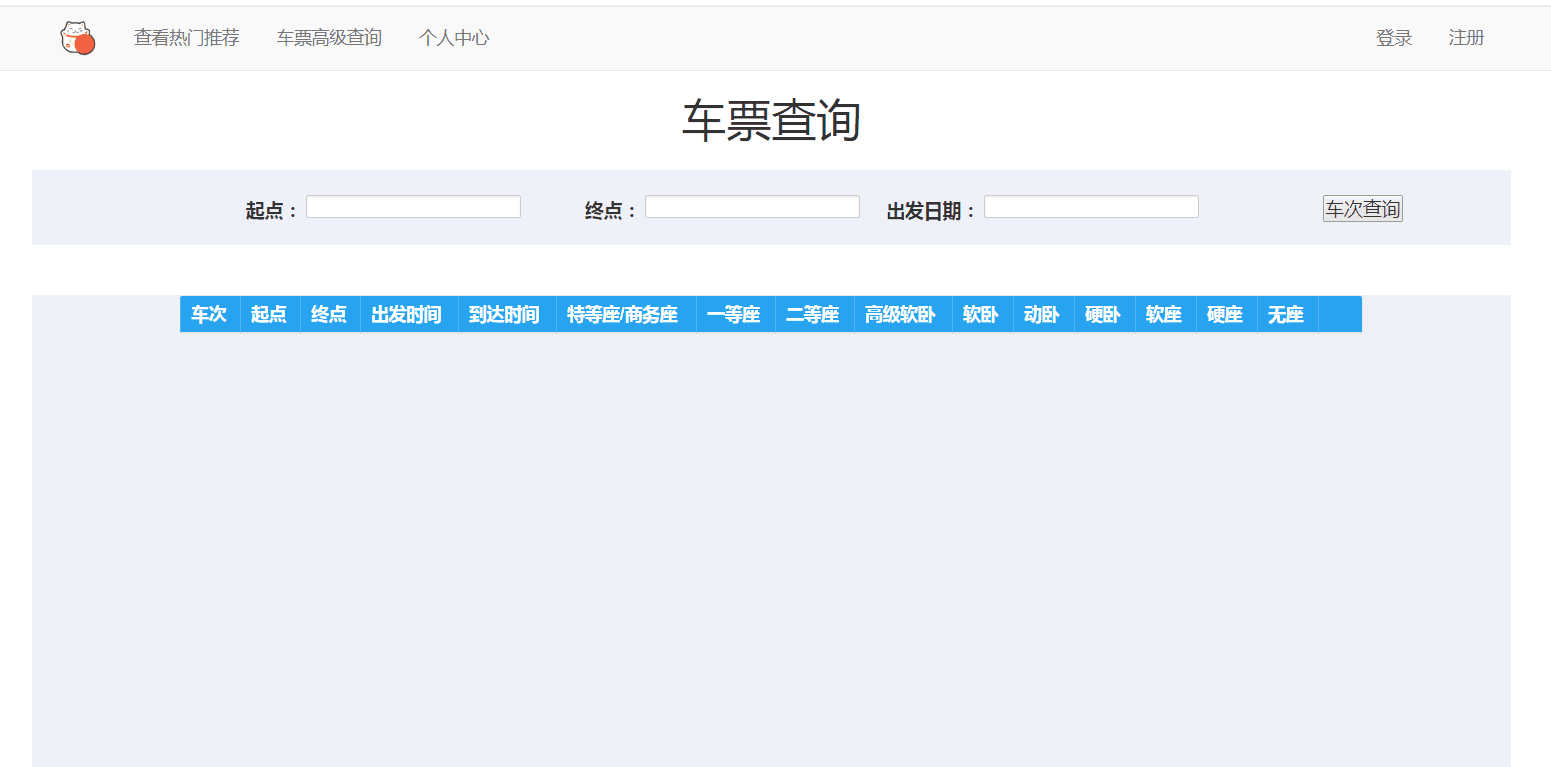 查看热门推荐 车票高级查询 个人中心 登录 注册
车票查询
起点： 终点： 出发日期： 车次查询
车次 起点 终点 出发时间 到达时间 特等座/商务座 一等座 二等座 高级软卧 软卧 动卧 硬卧 软座 硬座 无座